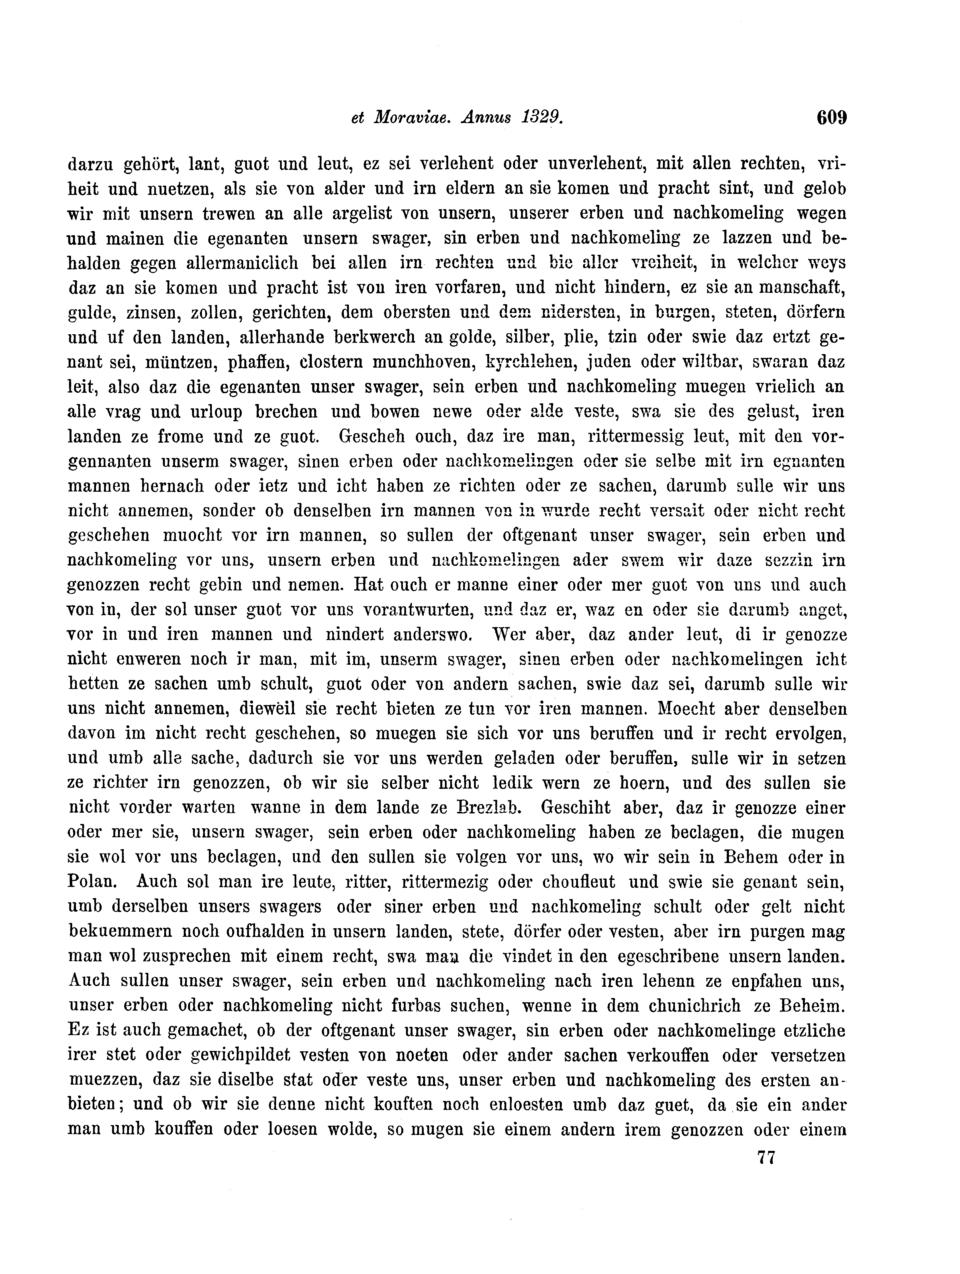 et Moraviae. Annus 1329. 609
darzu gehört, lant, guot und leut, ez sei verlehent oder unverlehent, mit allen rechten, vri-
heit und nuetzen, als sie von alder und irn eldern an sie komen und pracht sint, und gelob
wir mit unsern trewen an alle argelist von unsern, unserer erben und nachkomeling wegen
und mainen die egenanten unsern swager, sin erben und nachkomeling ze lazzen und be-
halden gegen allermaniclich bei allen irn rechten und bie aller vreiheit, in welcher weys
daz an sie komen und pracht ist von iren vorfaren, und nicht hindern, ez sie an manschaft,
gulde, zinsen, zollen, gerichten, dem obersten und dem nidersten, in burgen, steten, dörfern
und uf den landen, allerhande berkwerch an golde, silber, plie, tzin oder swie daz ertzt ge-
nant sei, müntzen, phaffen, clostern munchhoven, kyrchlehen, juden oder wiltbar, swaran daz
leit, also daz die egenanten unser swager, sein erben und nachkomeling muegen vrielich an
alle vrag und urloup brechen und bowen newe oder alde veste, swa sie des gelust, iren
landen ze frome und ze guot. Gescheh ouch, daz ire man, rittermessig leut, mit den vor-
gennanten unserm swager, sinen erben oder nachkomelingen oder sie selbe mit irn egnanten
mannen hernach oder ietz und icht haben ze richten oder ze sachen, darumb sulle wir uns
nicht annemen, sonder ob denselben irn mannen von in wurde recht versait oder nicht recht
geschehen muocht vor irn mannen, so sullen der oftgenant unser swager, sein erben und
nachkomeling vor uns, unsern erben und nachkomelingen ader swem wir daze sezzin irn
genozzen recht gebin und nemen. Hat ouch er manne einer oder mer guot von uns und auch
von in, der sol unser guot vor uns vorantwurten, und daz er, waz en oder sie darumb anget,
vor in und iren mannen und nindert anderswo. Wer aber, daz ander leut, di ir genozze
nicht enweren noch ir man, mit im, unserm swager, sinen erben oder nachkomelingen icht
hetten ze sachen umb schult, guot oder von andern sachen, swie daz sei, darumb sulle wir
uns nicht annemen, dieweil sie recht bieten ze tun vor iren mannen. Moecht aber denselben
davon im nicht recht geschehen, so muegen sie sich vor uns beruffen und ir recht ervolgen,
und umb alle sache, dadurch sie vor uns werden geladen oder beruffen, sulle wir in setzen
ze richter irn genozzen, ob wir sie selber nicht ledik wern ze hoern, und des sullen sie
nicht vorder warten wanne in dem lande ze Brezlab. Geschiht aber, daz ir genozze einer
oder mer sie, unsern swager, sein erben oder nachkomeling haben ze beclagen, die mugen
sie wol vor uns beclagen, und den sullen sie volgen vor uns, wo wir sein in Behem oder in
Polan. Auch sol man ire leute, ritter, rittermezig oder choufleut und swie sie genant sein,
umb derselben unsers swagers oder siner erben und nachkomeling schult oder gelt nicht
bekuemmern noch oufhalden in unsern landen, stete, dörfer oder vesten, aber irn purgen mag
man wol zusprechen mit einem recht, swa man die vindet in den egeschribene unsern landen.
Auch sullen unser swager, sein erben und nachkomeling nach iren lehenn ze enpfahen uns,
unser erben oder nachkomeling nicht furbas suchen, wenne in dem chunichrich ze Beheim.
Ez ist auch gemachet, ob der oftgenant unser swager, sin erben oder nachkomelinge etzliche
irer stet oder gewichpildet vesten von noeten oder ander sachen verkouffen oder versetzen
muezzen, daz sie diselbe stat oder veste uns, unser erben und nachkomeling des ersten an-
bieten; und ob wir sie denne nicht kouften noch enloesten umb daz guet, da sie ein ander
man umb kouffen oder loesen wolde, so mugen sie einem andern irem genozzen oder einem
77